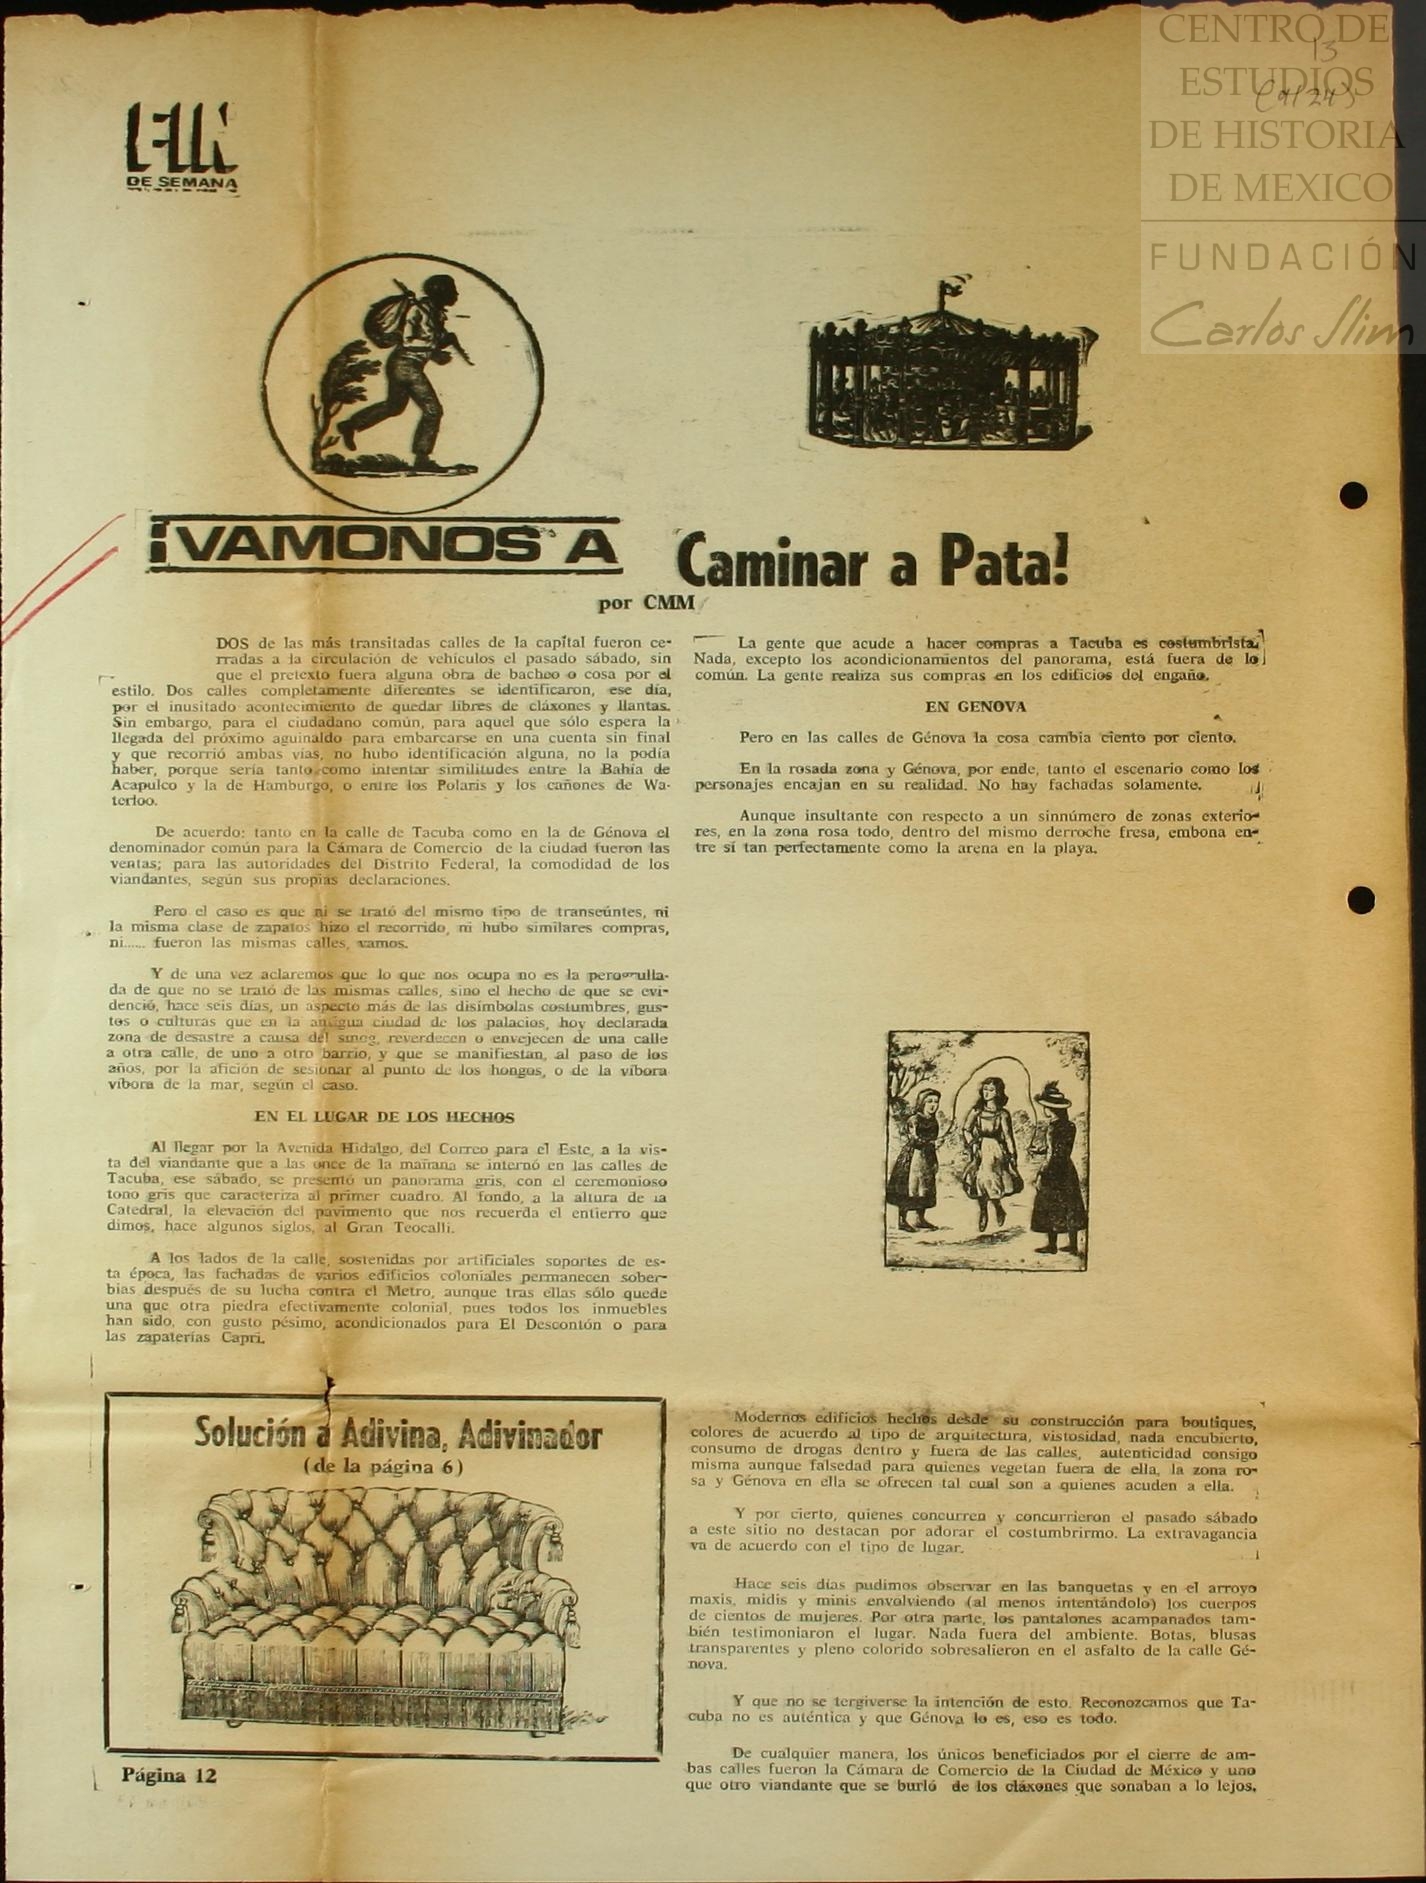 CENTRO DE
ESTUDIOS
DE HISTORIA
DE MEXICO
FUNDACIÓN
Carlos Slim
13
FIN
DE SEMANA
¡VAMONOS A Caminar a Pata!
por CMM
DOS de las más transitadas calles de la capital fueron ce-
rradas a la circulación de vehículos el pasado sábado, sin
que el pretexto fuera alguna obra de bacheo o cosa por el
estilo. Dos calles completamente diferentes se identificaron, ese día,
por el inusitado acontecimiento de quedar libres de cláxones y llantas.
Sin embargo, para el ciudadano común, para aquel que sólo espera la
llegada del próximo aguinaldo para embarcarse en una cuenta sin final
y que recorrió ambas vías, no hubo identificación alguna, no la podía
haber, porque sería tanto como intentar similitudes entre la Bahía de
Acapulco y la de Hamburgo, o entre los Polaris y los cañones de Wa-
terloo.
De acuerdo: tanto en la calle de Tacuba como en la de Génova el
denominador común para la Cámara de Comercio de la ciudad fueron las
ventas; para las autoridades del Distrito Federal, la comodidad de los
viandantes, según sus propias declaraciones.
Pero el caso es que ni se trató del mismo tipo de transeúntes, ni
la misma clase de zapatos hizo el recorrido, ni hubo similares compras,
ni...... fueron las mismas calles, vamos.
Y de una vez aclaremos que lo que nos ocupa no es la perogrulla-
da de que no se trató de las mismas calles, sino el hecho de que se evi-
denció, hace seis días, un aspecto más de las disímbolas costumbres, gus-
tos o culturas que en la antigua ciudad de los palacios, hoy declarada
zona de desastre a causa del smog, reverdecen o envejecen de una calle
a otra calle, de uno a otro barrio, y que se manifiestan, al paso de los
años, por la afición de sesionar al punto de los hongos, o de la víbora
víbora de la mar, según el caso.
EN EL LUGAR DE LOS HECHOS
Al llegar por la Avenida Hidalgo, del Correo para el Este, a la vis-
ta del viandante que a las once de la mañana se internó en las calles de
Tacuba, ese sábado, se presentó un panorama gris, con el ceremonioso
tono gris que caracteriza al primer cuadro. Al fondo, a la altura de la
Catedral, la elevación del pavimento que nos recuerda el entierro que
dimos, hace algunos siglos, al Gran Teocalli.
A los lados de la calle, sostenidas por artificiales soportes de es-
ta época, las fachadas de varios edificios coloniales permanecen sober-
bias después de su lucha contra el Metro, aunque tras ellas sólo quede
una que otra piedra efectivamente colonial, pues todos los inmuebles
han sido, con gusto pésimo, acondicionados para El Descontón o para
las zapaterías Capri.
La gente que acude a hacer compras a Tacuba es costumbrista.
Nada, excepto los acondicionamientos del panorama, está fuera de lo
común. La gente realiza sus compras en los edificios del engaño.
EN GENOVA
Pero en las calles de Génova la cosa cambia ciento por ciento.
En la rosada zona y Génova, por ende, tanto el escenario como los
personajes encajan en su realidad. No hay fachadas solamente.
Aunque insultante con respecto a un sinnúmero de zonas exterio-
res, en la zona rosa todo, dentro del mismo derroche fresa, embona en-
tre sí tan perfectamente como la arena en la playa.
Modernos edificios hechos desde su construcción para boutiques,
colores de acuerdo al tipo de arquitectura, vistosidad, nada encubierto,
consumo de drogas dentro y fuera de las calles, autenticidad consigo
misma aunque falsedad para quienes vegetan fuera de ella, la zona ro-
sa y Génova en ella se ofrecen tal cual son a quienes acuden a ella.
Y por cierto, quienes concurren y concurrieron el pasado sábado
a este sitio no destacan por adorar el costumbrirmo. La extravagancia
va de acuerdo con el tipo de lugar.
Hace seis días pudimos observar en las banquetas y en el arroyo
maxis, midis y minis envolviendo (al menos intentándolo) los cuerpos
de cientos de mujeres. Por otra parte, los pantalones acampanados tam-
bién testimoniaron el lugar. Nada fuera del ambiente. Botas, blusas
transparentes y pleno colorido sobresalieron en el asfalto de la calle Gé-
nova.
Y que no se tergiverse la intención de esto. Reconozcamos que Ta-
cuba no es auténtica y que Génova lo es, eso es todo.
De cualquier manera, los únicos beneficiados por el cierre de am-
bas calles fueron la Cámara de Comercio de la Ciudad de México y uno
que otro viandante que se burló de los cláxones que sonaban a lo lejos.
Solución a Adivina, Adivinador
(de la página 6)
Página 12